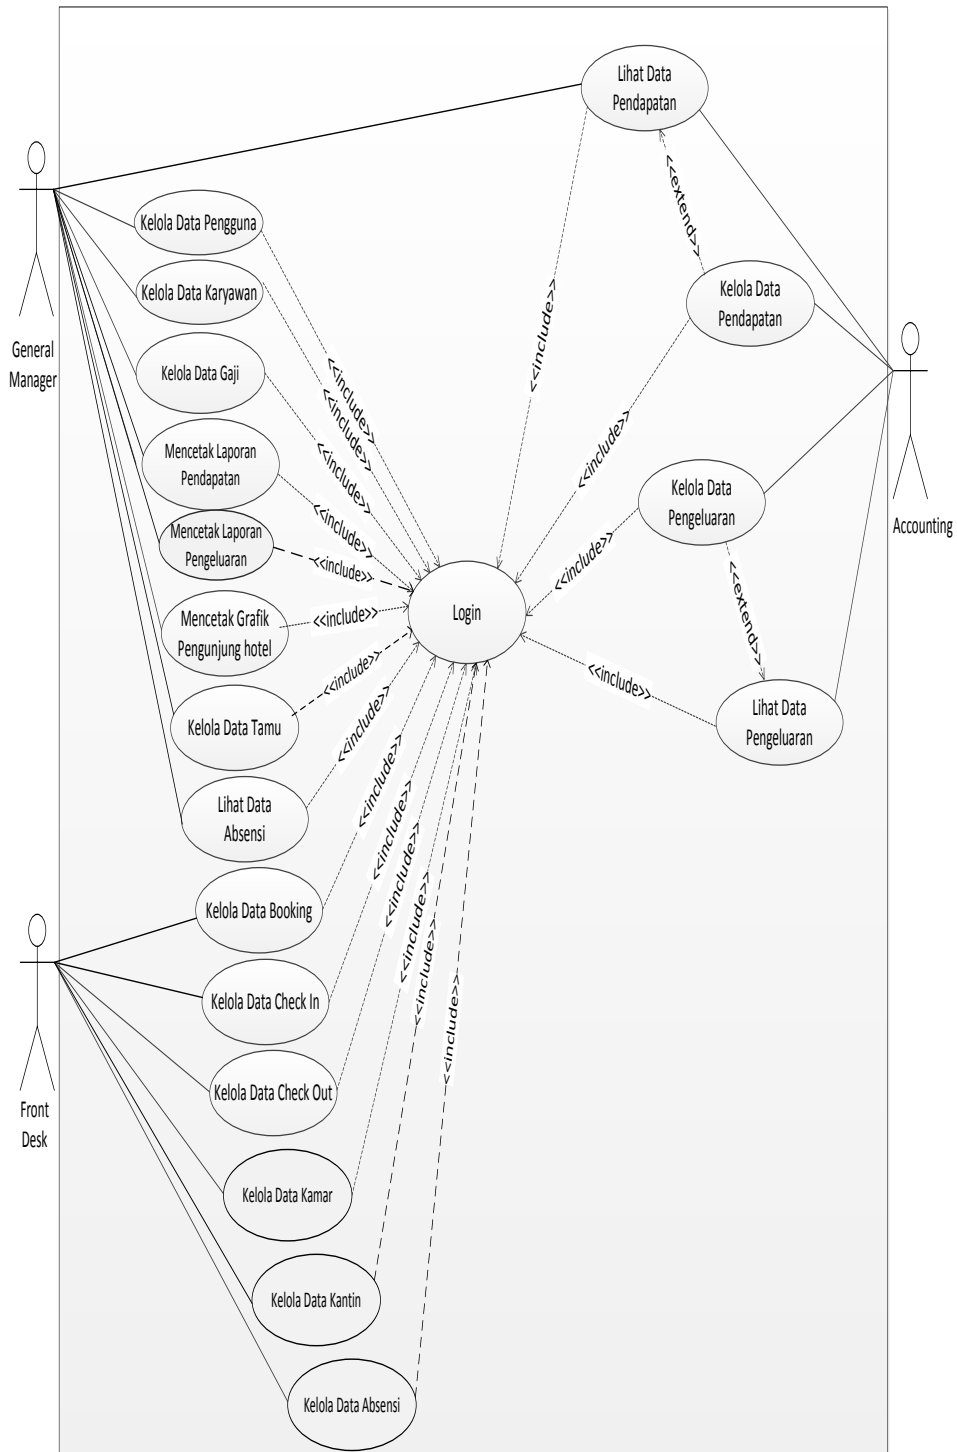 Lihat Data
Pendapatan
<<extend>>
Kelola Data Pengguna
Kelola Data Karyawan
Kelola Data Pendapatan
<<include>>
General
Manager
Kelola Data Gaji
<<include>>
<<include>>
<<include>>
<<include>>
Mencetak Laporan
Pendapatan
Kelola Data
Pengeluaran
Accounting
<<include>>
Mencetak Laporan
Pengeluaran
<<include>>
<<include>>
<<extend>>
Mencetak Grafik
Pengunjung hotel
<<include>>
Login
<<include>>
<<include>>
Kelola Data Tamu
<<include>>
Lihat Data
Pengeluaran
Lihat Data
Absensi
<<include>>
<<include>>
<<include>>
Kelola Data Booking
<<include>>
<<include>>
<<include>>
Kelola Data Check In
Kelola Data Check Out
Front
Desk
Kelola Data Kamar
Kelola Data Kantin
Kelola Data Absensi